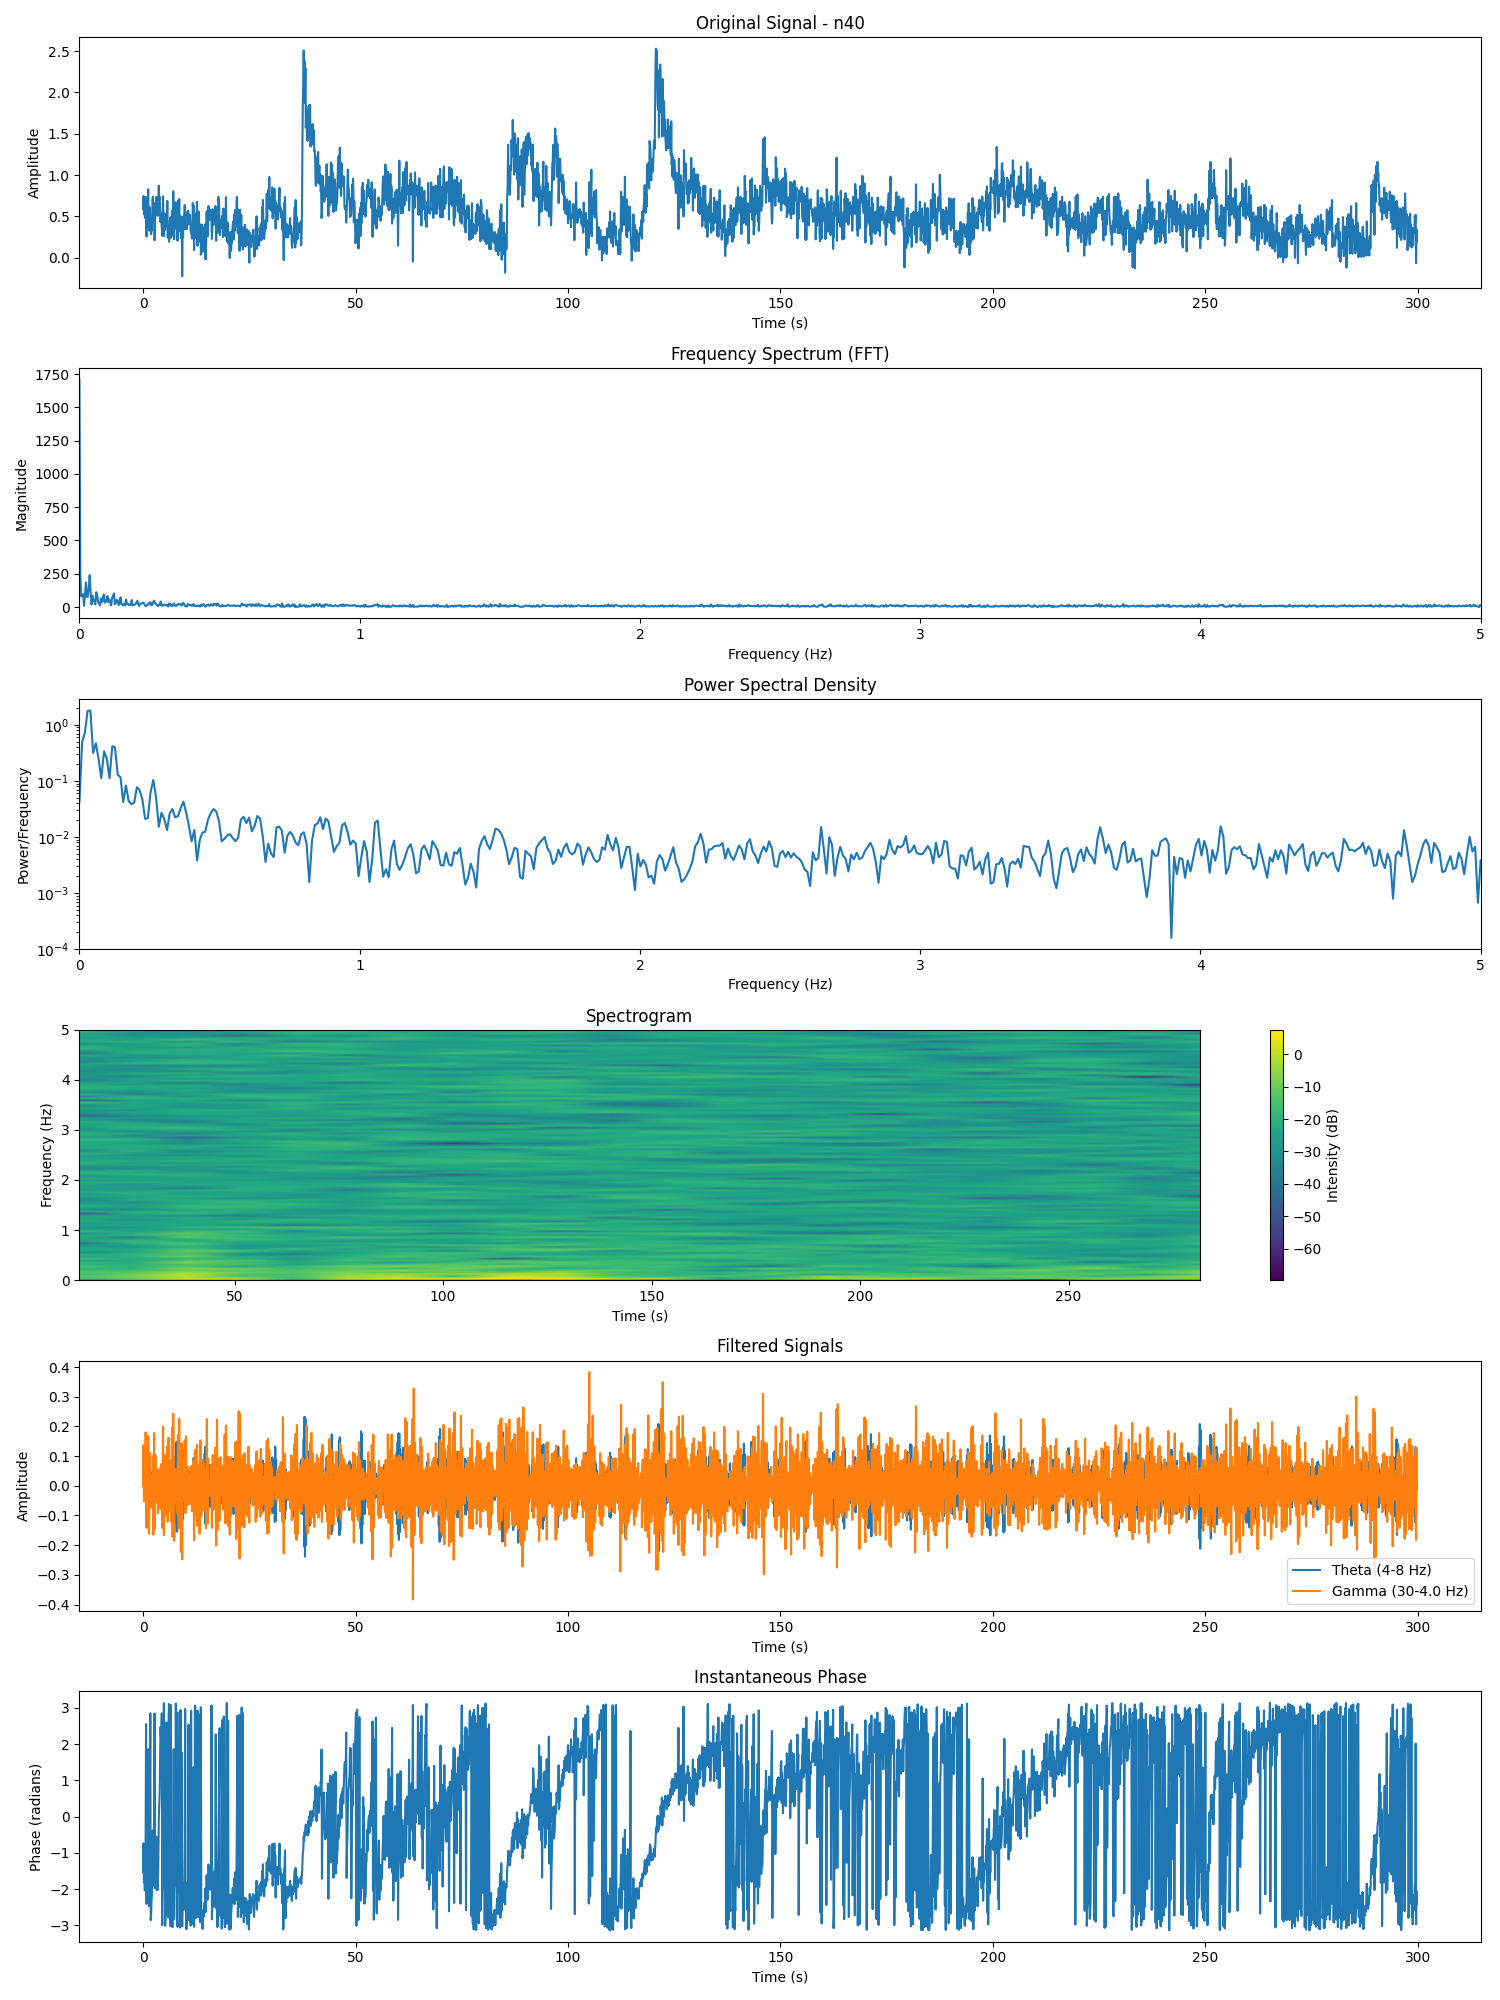 Original Signal - n40
Amplitude
2.5
2.0
1.5
1.0
0.5
0.0
0 50 100 150 200 250 300
Time (s)
Frequency Spectrum (FFT)
Magnitude
1750
1500
1250
1000
750
500
250
0
0 1 2 3 4 5
Frequency (Hz)
Power Spectral Density
Power/Frequency
10⁰
10⁻¹
10⁻²
10⁻³
10⁻⁴
0 1 2 3 4 5
Frequency (Hz)
Spectrogram
Frequency (Hz)
5
4
3
2
1
0
50 100 150 200 250
Time (s)
0
−10
−20
−30
−40
−50
−60
Intensity (dB)
Filtered Signals
Amplitude
0.4
0.3
0.2
0.1
0.0
−0.1
−0.2
−0.3
−0.4
Theta (4-8 Hz)
Gamma (30-4.0 Hz)
0 50 100 150 200 250 300
Time (s)
Instantaneous Phase
Phase (radians)
3
2
1
0
−1
−2
−3
0 50 100 150 200 250 300
Time (s)